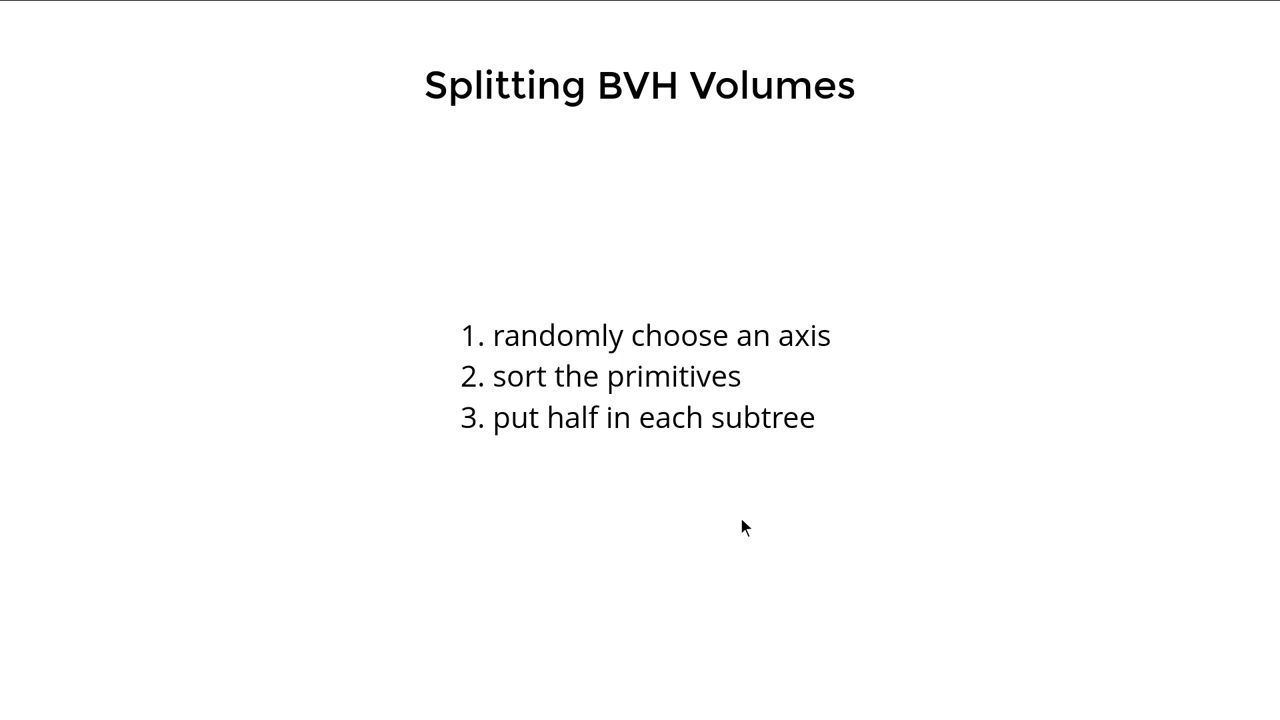 Splitting BVH Volumes
1. randomly choose an axis
2. sort the primitives
3. put half in each subtree